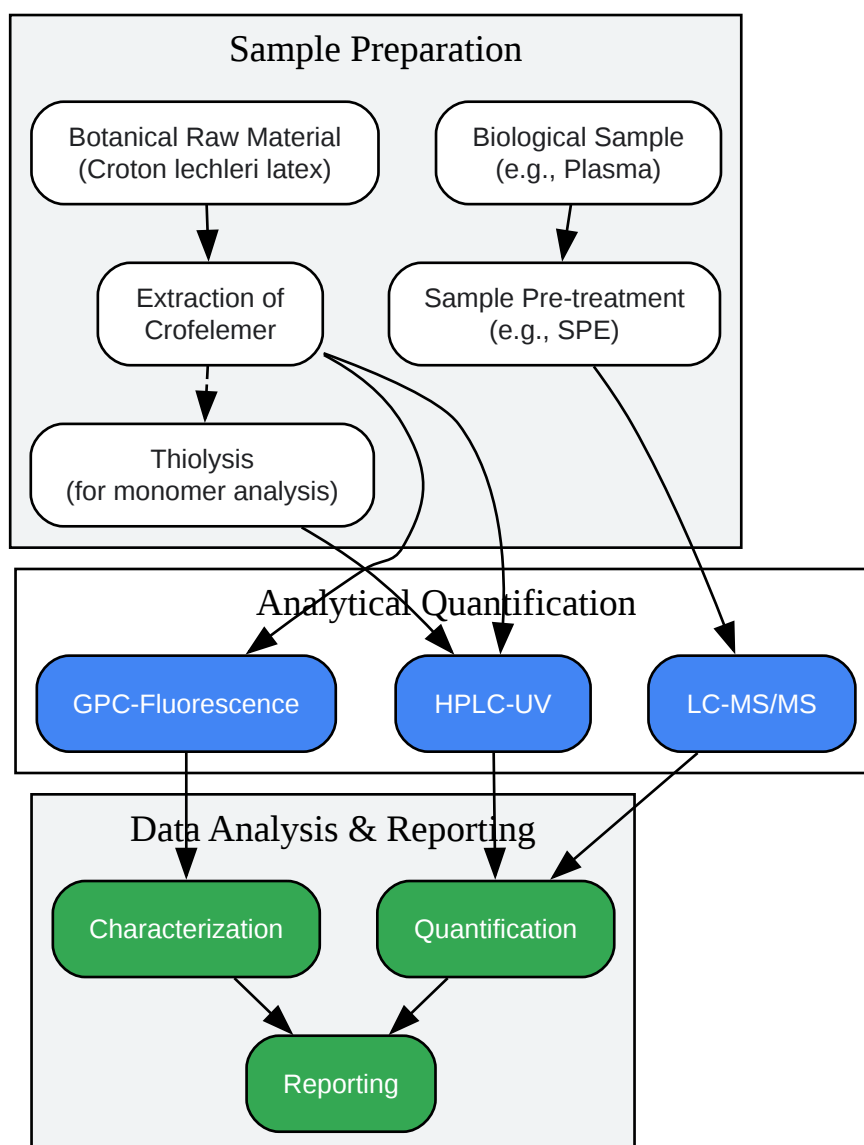 Sample Preparation
Botanical Raw Material
(Croton lechleri latex)
Biological Sample
(e.g., Plasma)
Extraction of
Crofelemer
Sample Pre-treatment
(e.g., SPE)
Thiolysis
(for monomer analysis)
Analytical Quantification
GPC-Fluorescence
HPLC-UV
LC-MS/MS
Data Analysis & Reporting
Characterization
Quantification
Reporting